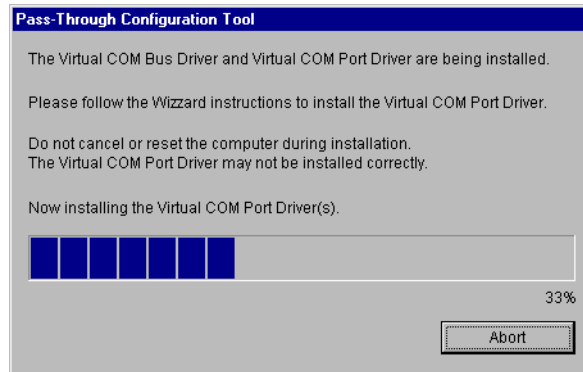 Pass-Through Configuration Tool
The Virtual COM Bus Driver and Virtual COM Port Driver are being installed.
Please follow the Wizzard instructions to install the Virtual COM Port Driver.
Do not cancel or reset the computer during installation.
The Virtual COM Port Driver may not be installed correctly.
Now installing the Virtual COM Port Driver(s).
33%
Abort